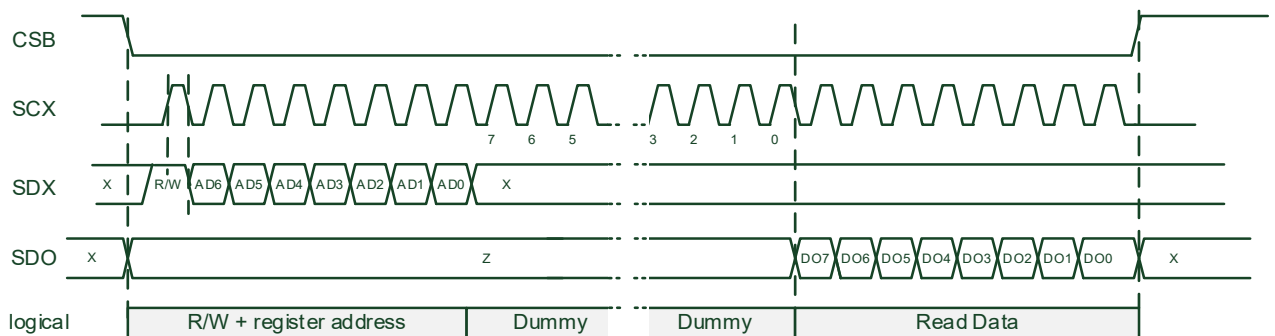 CSB
SCX
7 6 5 3 2 1 0
SDX X R/W AD6 AD5 AD4 AD3 AD2 AD1 AD0 X
SDO X Z DO7 DO6 DO5 DO4 DO3 DO2 DO1 DO0 X
logical R/W + register address Dummy Dummy Read Data